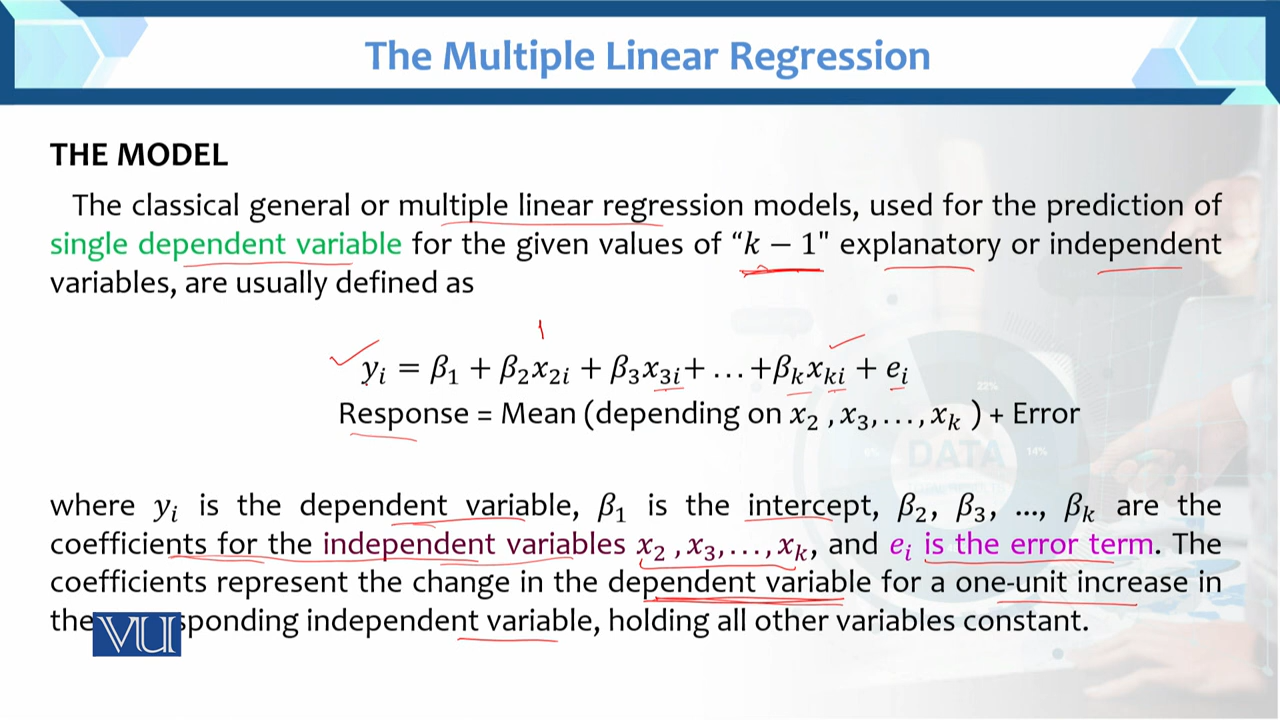 The Multiple Linear Regression
THE MODEL
The classical general or multiple linear regression models, used for the prediction of
single dependent variable for the given values of “k − 1" explanatory or independent
variables, are usually defined as
yᵢ = β₁ + β₂x₂ᵢ + β₃x₃ᵢ+ …+βₖxₖᵢ + eᵢ
Response = Mean (depending on x₂ ,x₃,…,xₖ ) + Error
DATA
22%
14%
where yᵢ is the dependent variable, β₁ is the intercept, β₂, β₃, ..., βₖ are the
coefficients for the independent variables x₂ ,x₃,…,xₖ, and eᵢ is the error term. The
coefficients represent the change in the dependent variable for a one-unit increase in
the sponding independent variable, holding all other variables constant.
VU